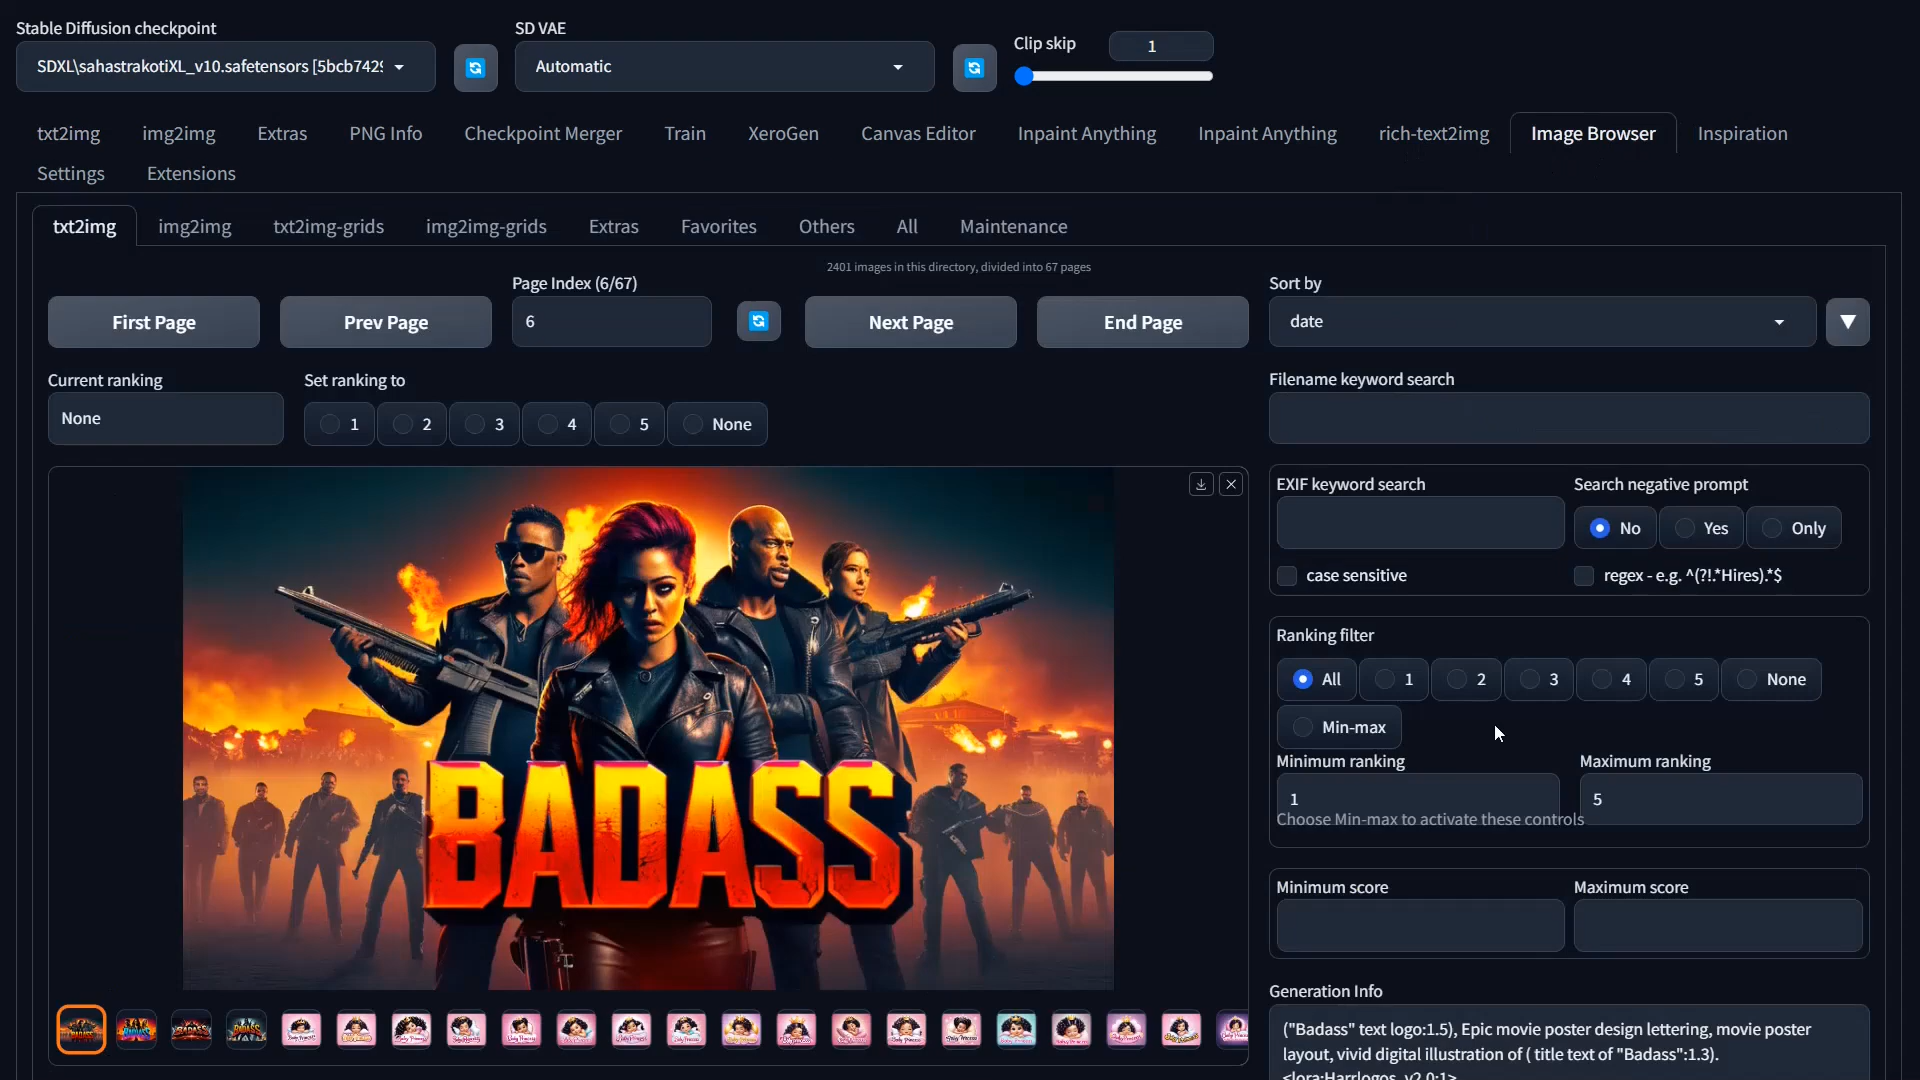 Stable Diffusion checkpoint
SD VAE
Clip skip
1
SDXL\sahastrakotiXL_v10.safetensors [5bcb7429
Automatic
txt2img
img2img
Extras
PNG Info
Checkpoint Merger
Train
XeroGen
Canvas Editor
Inpaint Anything
Inpaint Anything
rich-text2img
Image Browser
Inspiration
Settings
Extensions
txt2img
img2img
txt2img-grids
img2img-grids
Extras
Favorites
Others
All
Maintenance
2401 images in this directory, divided into 67 pages
Page Index (6/67)
Sort by
First Page
Prev Page
6
Next Page
End Page
date
Current ranking
Set ranking to
Filename keyword search
None
1
2
3
4
5
None
EXIF keyword search
Search negative prompt
No
Yes
Only
case sensitive
regex - e.g. ^(?!.*Hires).*$
Ranking filter
All
1
2
3
4
5
None
Min-max
Minimum ranking
Maximum ranking
1
5
Choose Min-max to activate these controls
BADASS
Minimum score
Maximum score
Generation Info
("Badass" text logo:1.5), Epic movie poster design lettering, movie poster
layout, vivid digital illustration of ( title text of "Badass":1.3).
<lora:Harrlogos_v2.0:1>